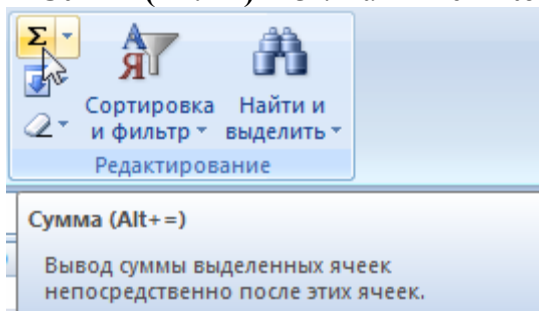 Σ
А
Я
Сортировка и фильтр
Найти и выделить
Редактирование
Сумма (Alt+=)
Вывод суммы выделенных ячеек
непосредственно после этих ячеек.